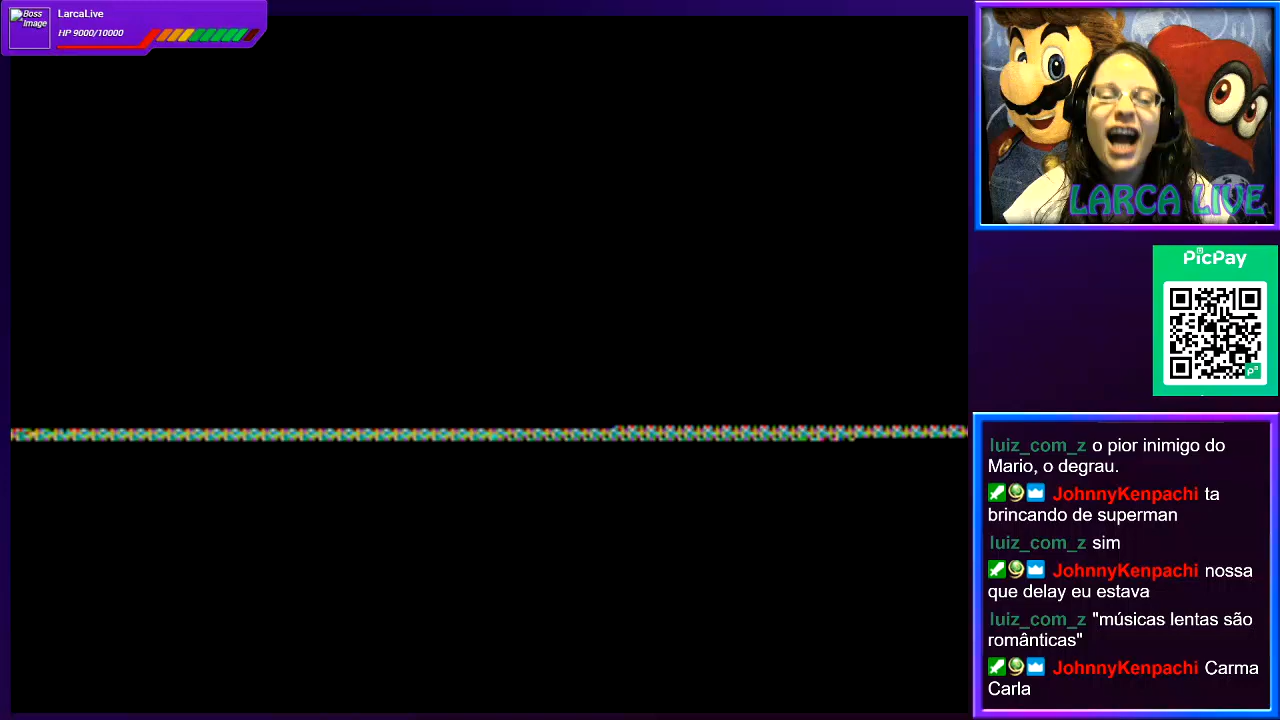 Boss Image
LarcaLive
HP 9000/10000
LARCA LIVE
PicPay
luiz_com_z o pior inimigo do
Mario, o degrau.
JohnnyKenpachi ta
brincando de superman
luiz_com_z sim
JohnnyKenpachi nossa
que delay eu estava
luiz_com_z "músicas lentas são
românticas"
JohnnyKenpachi Carma
Carla